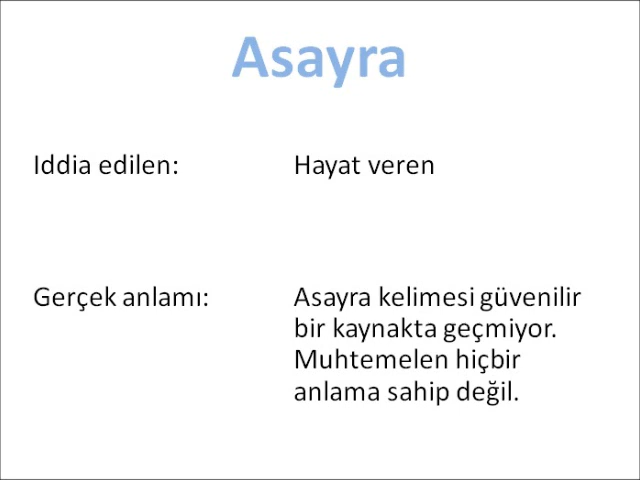 Asayra
Iddia edilen: Hayat veren
Gerçek anlamı: Asayra kelimesi güvenilir
bir kaynakta geçmiyor.
Muhtemelen hiçbir
anlama sahip değil.